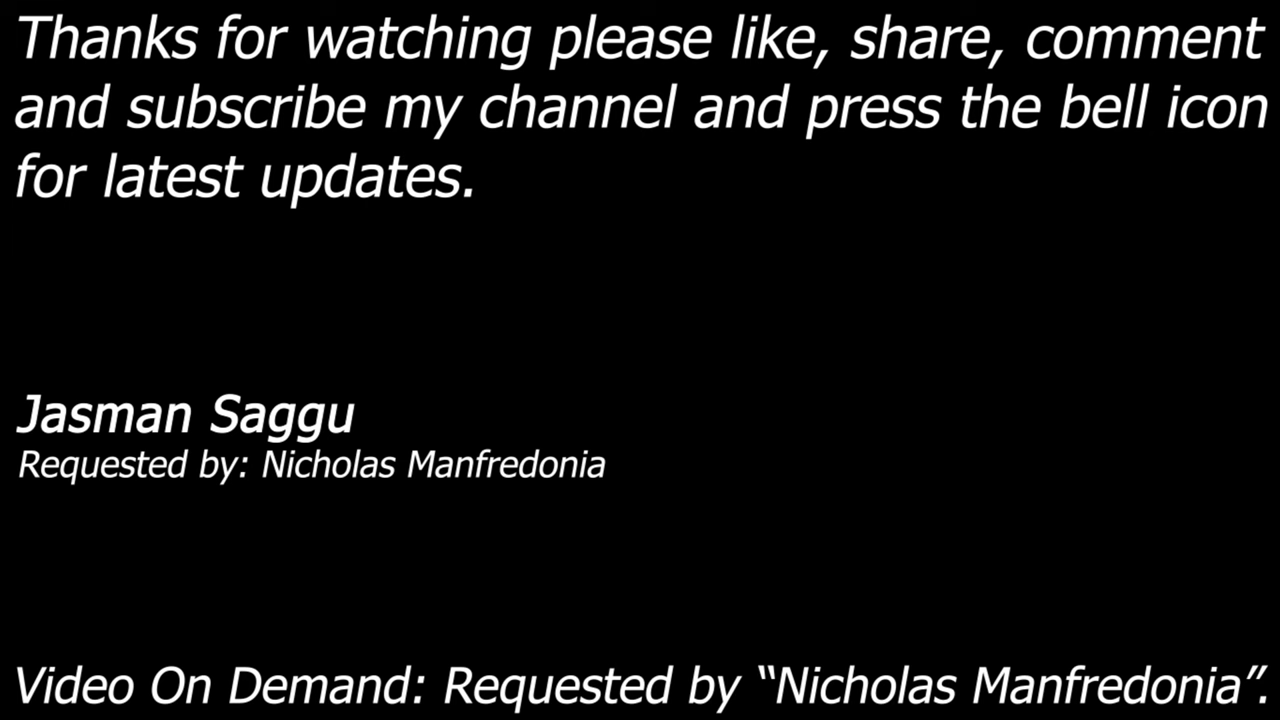 Thanks for watching please like, share, comment
and subscribe my channel and press the bell icon
for latest updates.
Jasman Saggu
Requested by: Nicholas Manfredonia
Video On Demand: Requested by “Nicholas Manfredonia”.